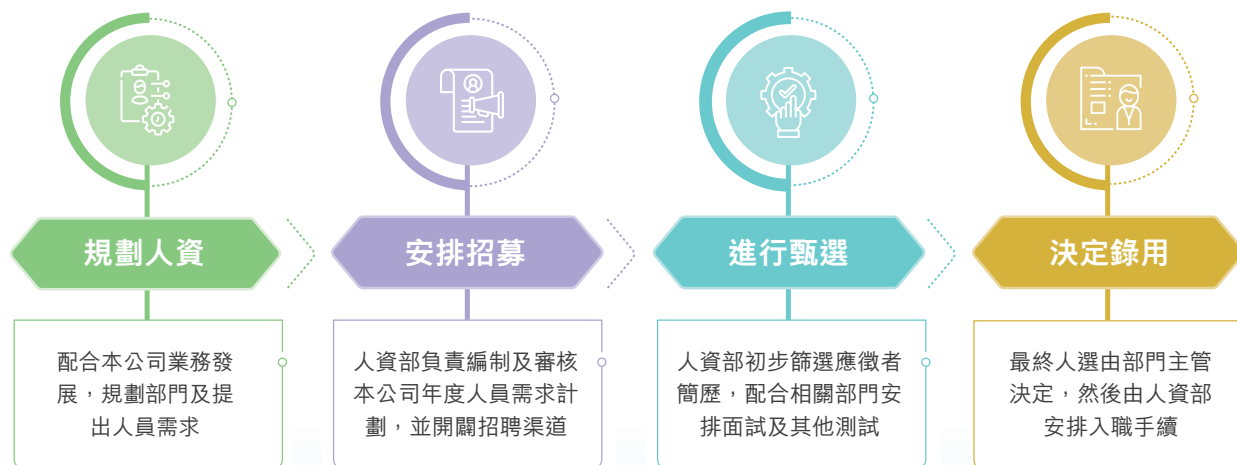 規劃人資
配合本公司業務發
展，規劃部門及提
出人員需求
安排招募
人資部負責編制及審核
本公司年度人員需求計
劃，並開闢招聘渠道
進行甄選
人資部初步篩選應徵者
簡歷，配合相關部門安
排面試及其他測試
決定錄用
最終人選由部門主管
決定，然後由人資部
安排入職手續